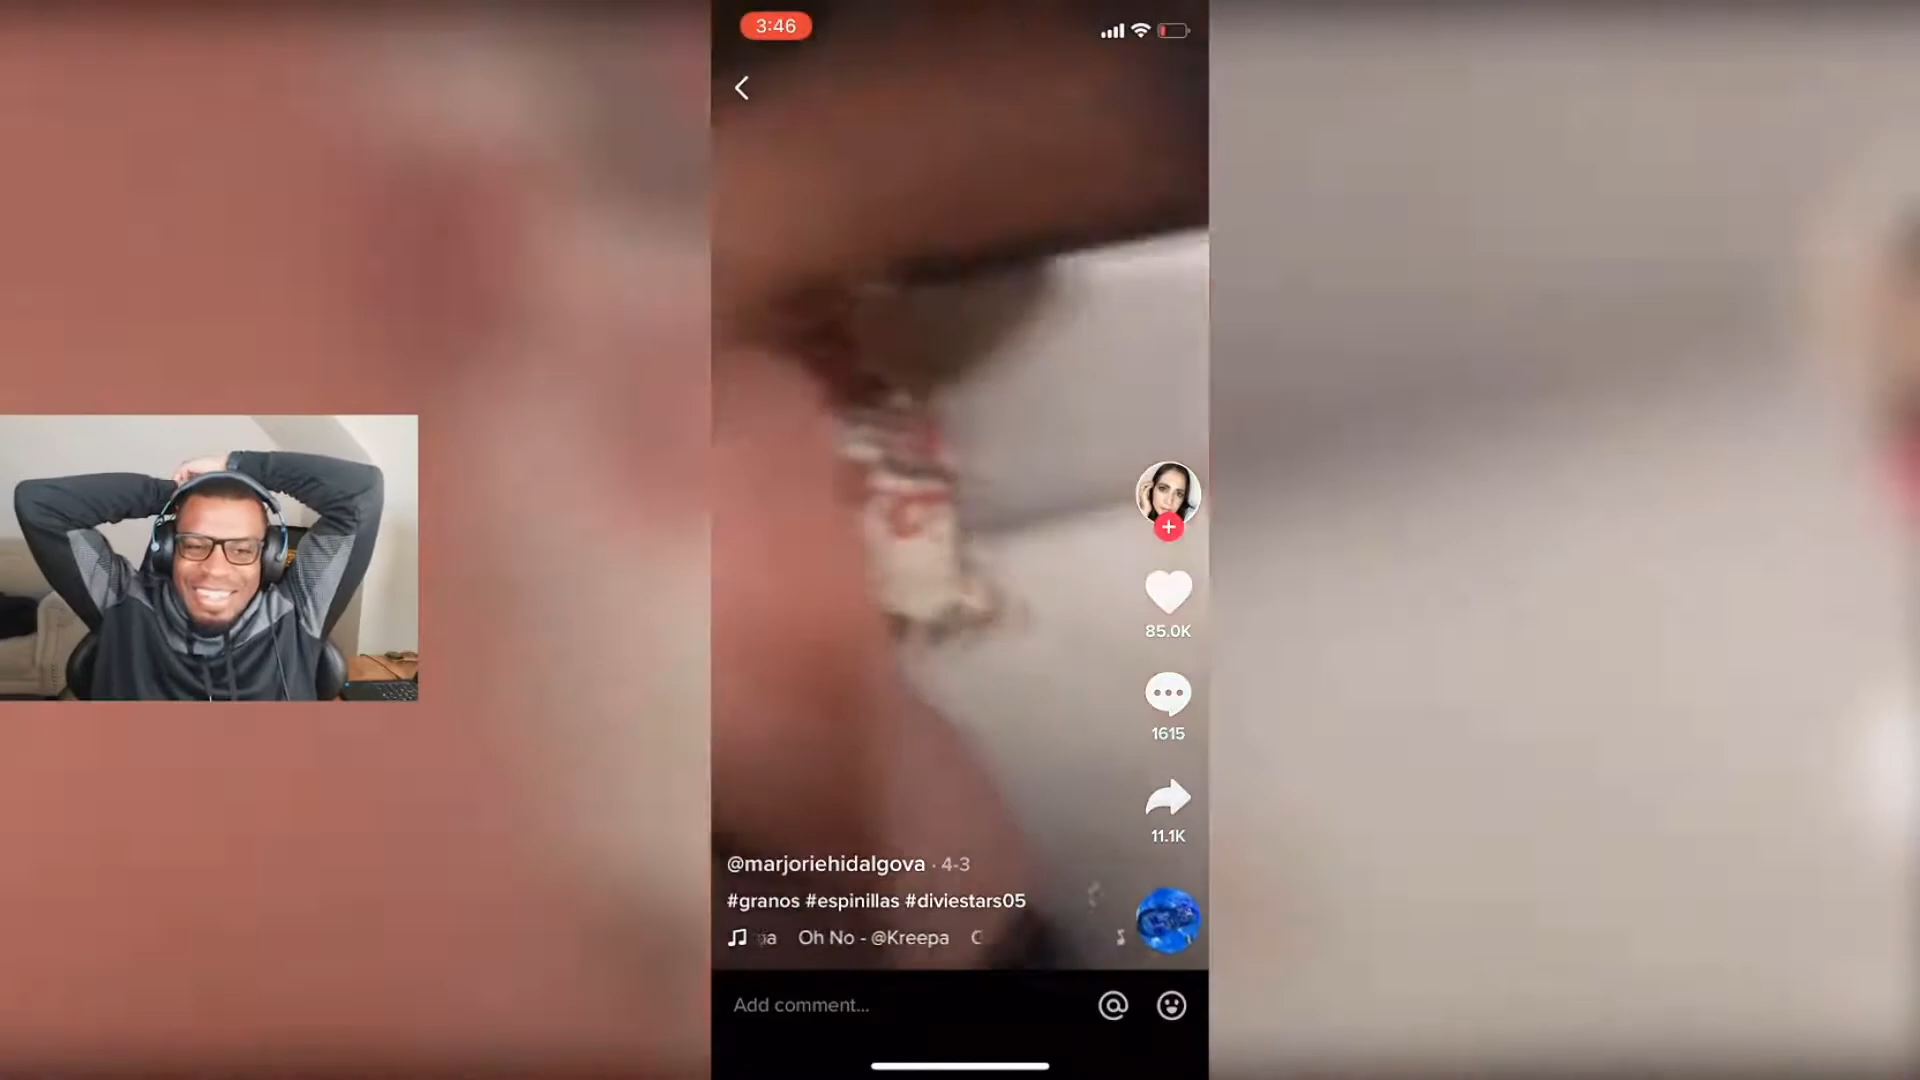 3:46
85.0K
1615
11.1K
@marjoriehidalgova · 4-3
#granos #espinillas #diviestars05
Oh No - @Kreepa
Add comment...